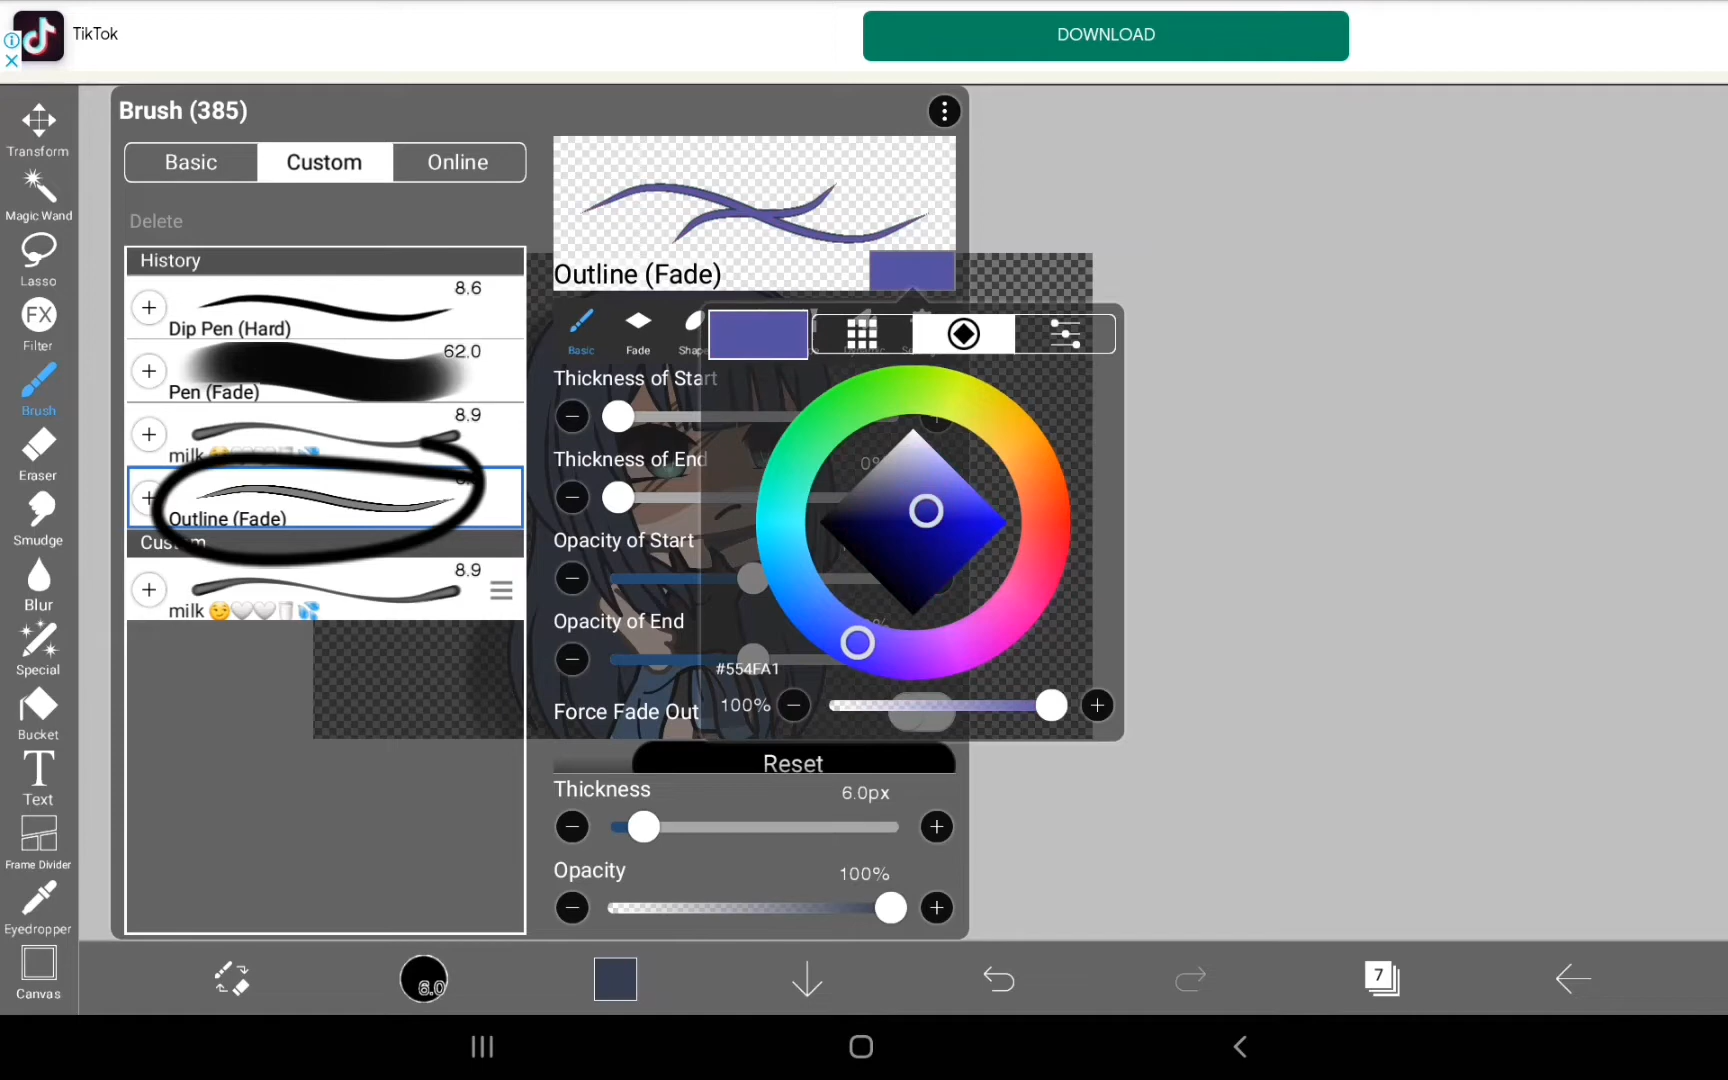 TikTok
DOWNLOAD
Brush (385)
Basic
Custom
Online
Delete
History
8.6
Dip Pen (Hard)
62.0
Pen (Fade)
8.9
milk 😏🤍🤍🥛💦
Outline (Fade)
Custom
8.9
milk 😏🤍🤍🥛💦
Outline (Fade)
Basic
Fade
Shape
Thickness of Start
Thickness of End
0%
Opacity of Start
Opacity of End
#554FA1
Force Fade Out
100%
Reset
Thickness
6.0px
Opacity
100%
Transform
Magic Wand
Lasso
FX
Filter
Brush
Eraser
Smudge
Blur
Special
Bucket
T
Text
Frame Divider
Eyedropper
Canvas
6.0
7